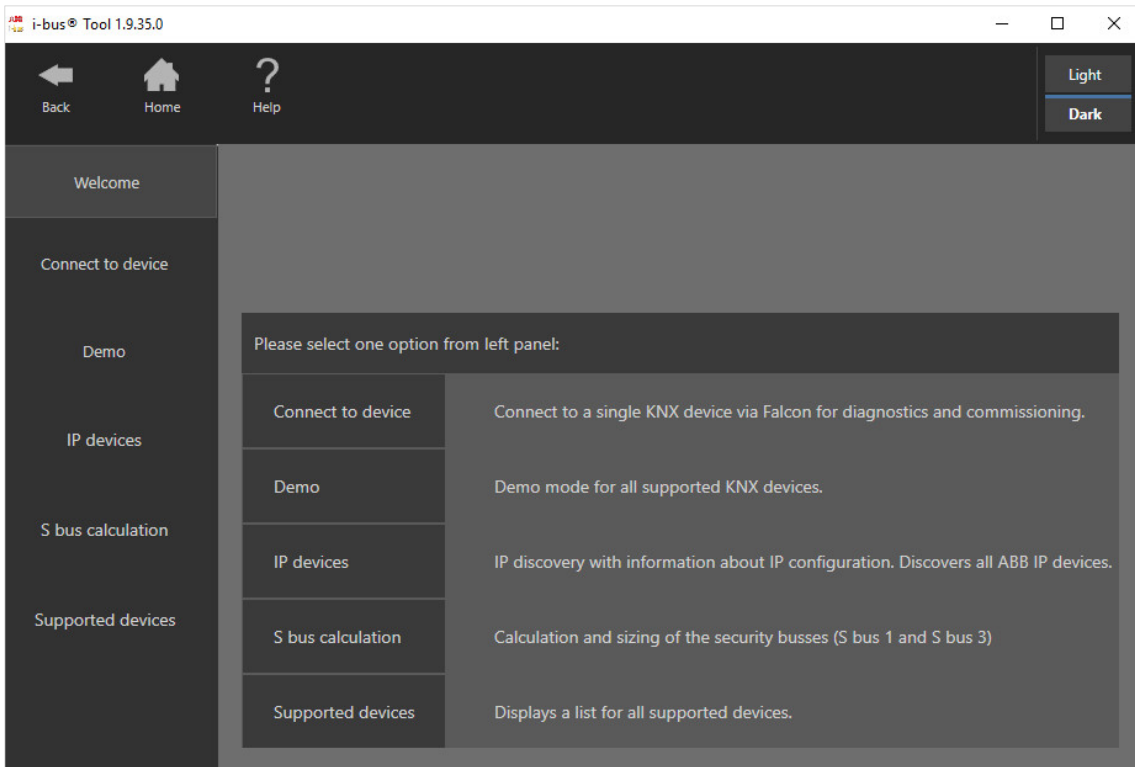 i-bus® Tool 1.9.35.0
Back
Home
Help
Light
Dark
Welcome
Connect to device
Demo
IP devices
S bus calculation
Supported devices
Please select one option from left panel:
Connect to device
Connect to a single KNX device via Falcon for diagnostics and commissioning.
Demo
Demo mode for all supported KNX devices.
IP devices
IP discovery with information about IP configuration. Discovers all ABB IP devices.
S bus calculation
Calculation and sizing of the security busses (S bus 1 and S bus 3)
Supported devices
Displays a list for all supported devices.